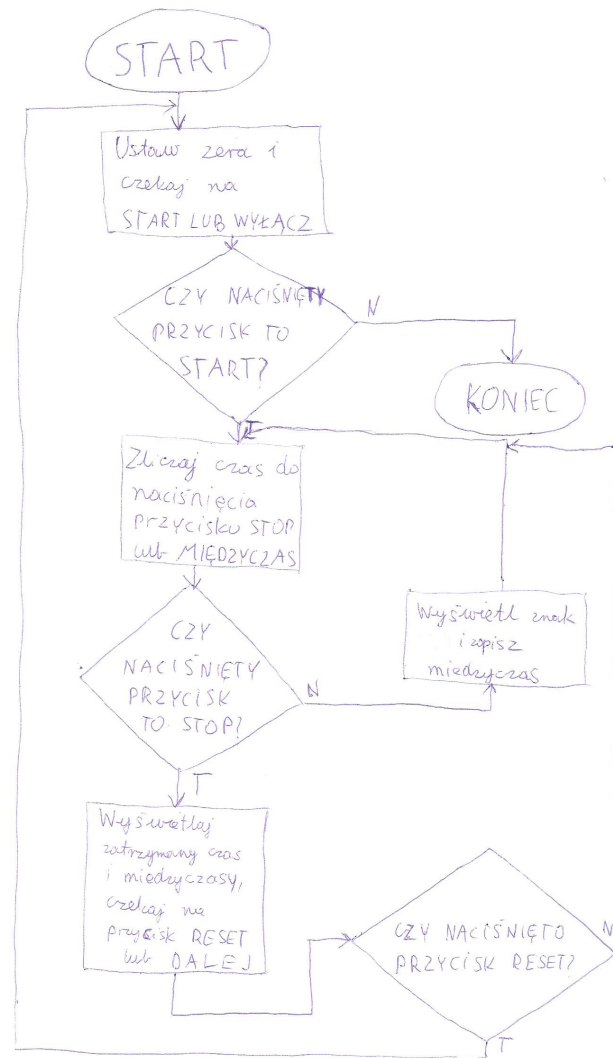 START
Ustaw zera i
czekaj na
START LUB WYŁĄCZ
CZY NACIŚNIĘTY
PRZYCISK TO
START?
N
KONIEC
T
Zliczaj czas do
naciśnięcia
PRZYCISKU STOP
lub MIĘDZYCZAS
Wyświetl znak
i zapisz
międzyczas
CZY
NACIŚNIĘTY
PRZYCISK
TO STOP?
N
T
Wyświetlaj
zatrzymany czas
i międzyczasy,
czekaj na
przycisk RESET
lub DALEJ
CZY NACIŚNIĘTO
PRZYCISK RESET?
N
T